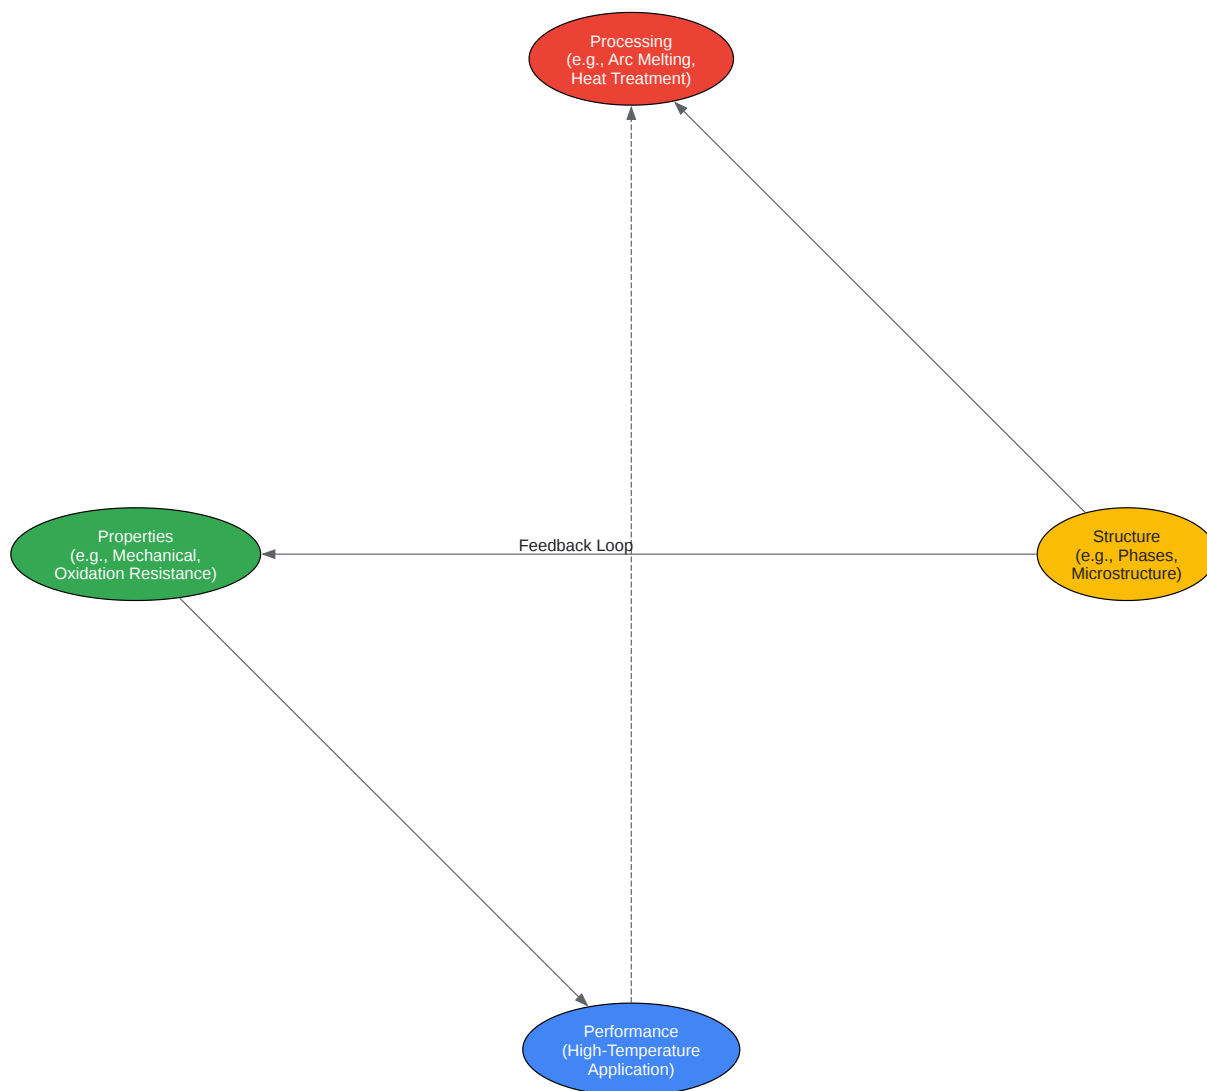 Processing
(e.g., Arc Melting,
Heat Treatment)
Properties
(e.g., Mechanical,
Oxidation Resistance)
Feedback Loop
Structure
(e.g., Phases,
Microstructure)
Performance
(High-Temperature
Application)